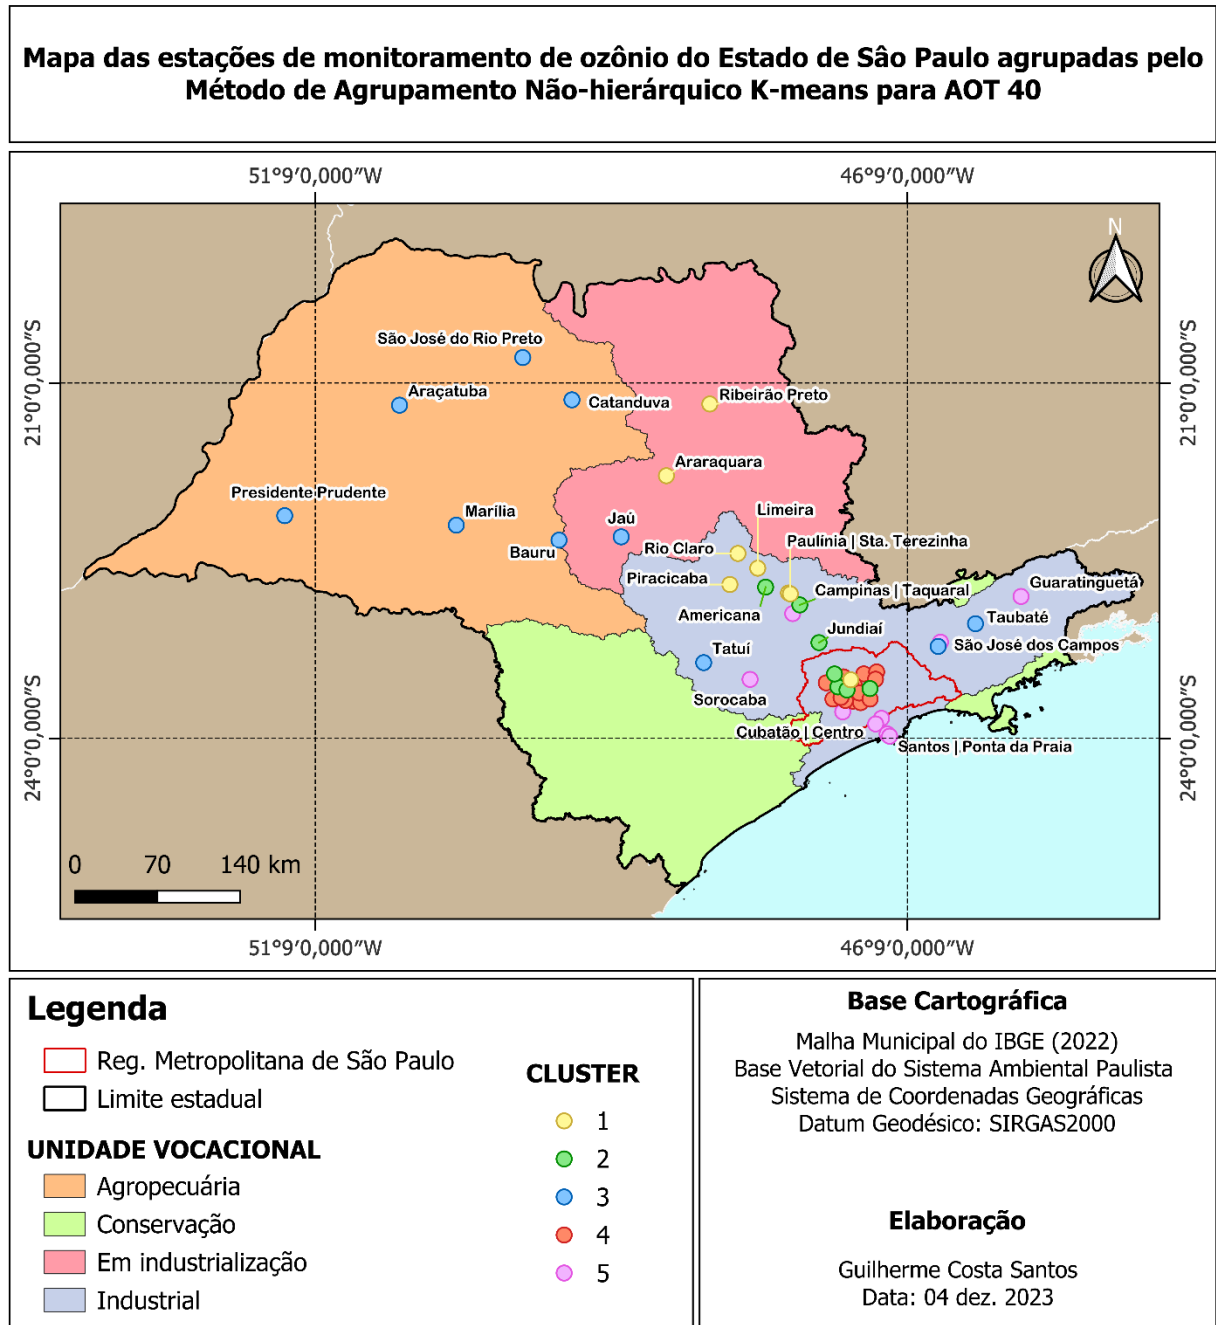 Mapa das estações de monitoramento de ozônio do Estado de Sâo Paulo agrupadas pelo
Método de Agrupamento Não-hierárquico K-means para AOT 40
51°9′0,000″W
46°9′0,000″W
N
21°0′0,000″S
21°0′0,000″S
São José do Rio Preto
Araçatuba
Catanduva
Ribeirão Preto
Araraquara
Presidente Prudente
Marília
Limeira
Jaú
Paulínia | Sta. Terezinha
Bauru
Rio Claro
Piracicaba
Campinas | Taquaral
Guaratinguetá
Americana
Taubaté
Jundiaí
Tatuí
São José dos Campos
Sorocaba
24°0′0,000″S
24°0′0,000″S
Cubatão | Centro
Santos | Ponta da Praia
0 70 140 km
51°9′0,000″W
46°9′0,000″W
Legenda
Reg. Metropolitana de São Paulo
Limite estadual
UNIDADE VOCACIONAL
Agropecuária
Conservação
Em industrialização
Industrial
CLUSTER
1
2
3
4
5
Base Cartográfica
Malha Municipal do IBGE (2022)
Base Vetorial do Sistema Ambiental Paulista
Sistema de Coordenadas Geográficas
Datum Geodésico: SIRGAS2000
Elaboração
Guilherme Costa Santos
Data: 04 dez. 2023